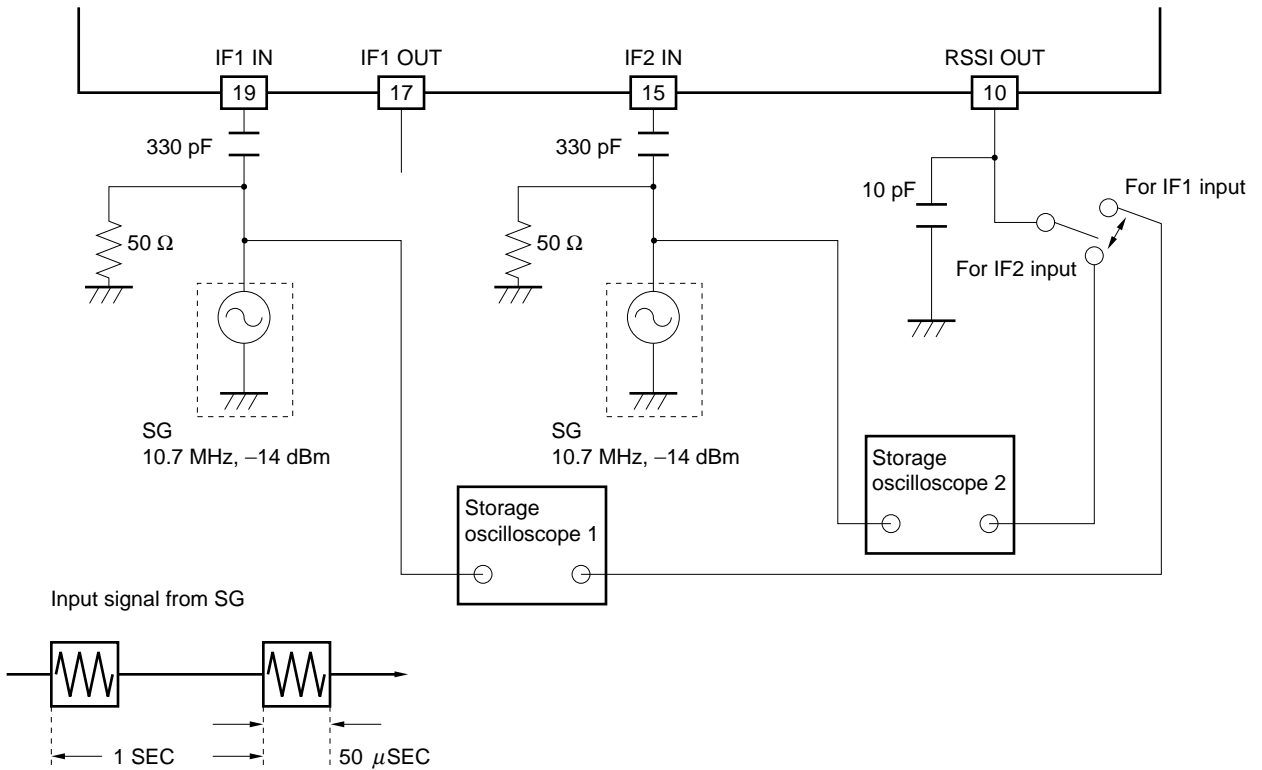 IF1 IN
IF1 OUT
IF2 IN
RSSI OUT
19
17
15
10
330 pF
330 pF
10 pF
For IF1 input
50 Ω
50 Ω
For IF2 input
SG
10.7 MHz, −14 dBm
SG
10.7 MHz, −14 dBm
Storage
oscilloscope 2
Storage
oscilloscope 1
Input signal from SG
1 SEC
50 μSEC